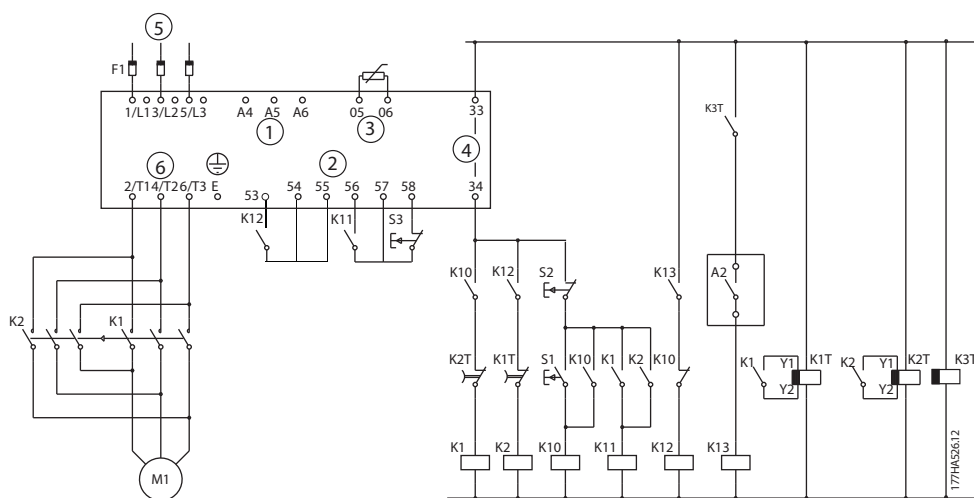 5
F1
1/L1 3/L2 5/L3 A4 A5 A6 05 06 33
1 3
K3T
4
6 2
2/T1 4/T2 6/T3 E 53 54 55 56 57 58 34
K12 K11 S3
K10 K12 S2 K13 A2
K2 K1
K2T K1T S1 K10 K1 K2 K10 K1 Y1 K1T K2 Y1 K2T K3T
Y2 Y2
K1 K2 K10 K11 K12 K13
M1
177HA526.12